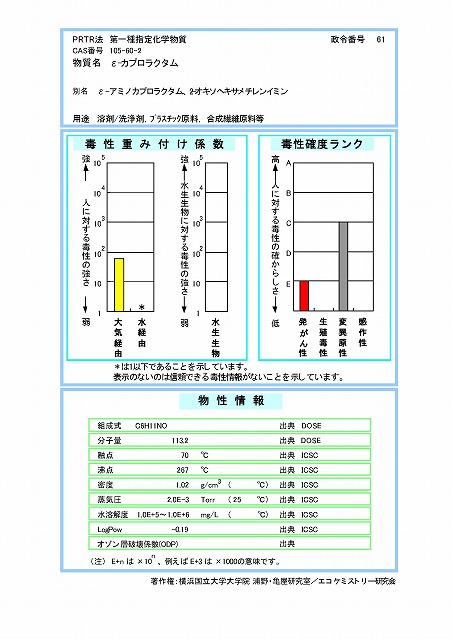 PRTR法 第一種指定化学物質 政令番号 61
CAS番号 105-60-2
物質名 ε-カプロラクタム
別名 ε-アミノカプロラクタム、2-オキソヘキサメチレンイミン
用途 溶剤/洗浄剤, プラスチック原料, 合成繊維原料等
毒性重み付け係数
強 ← 人に対する毒性の強さ → 弱
10^5
10^4
10^3
10^2
10
1
大気経由
*
水経由
強 ← 水生生物に対する毒性の強さ → 弱
10^5
10^4
10^3
10^2
10
1
水生生物
毒性確度ランク
高 ← 人に対する毒性の確からしさ → 低
A
B
C
D
E
発がん性
生殖毒性
変異原性
感作性
*は1以下であることを示しています。
表示のないのは信頼できる毒性情報がないことを示しています。
物性情報
組成式 C6H11NO 出典 DOSE
分子量 113.2 出典 DOSE
融点 70 ℃ 出典 ICSC
沸点 267 ℃ 出典 ICSC
密度 1.02 g/cm3 ( ℃) 出典 ICSC
蒸気圧 2.0E-3 Torr (25 ℃) 出典 ICSC
水溶解度 1.0E+5~1.0E+6 mg/L ( ℃) 出典 ICSC
LogPow -0.19 出典 ICSC
オゾン層破壊係数(ODP) 出典
(注) E+n は ×10^n 、例えば E+3 は ×1000の意味です。
著作権:横浜国立大学大学院 浦野・亀屋研究室/エコケミストリー研究会